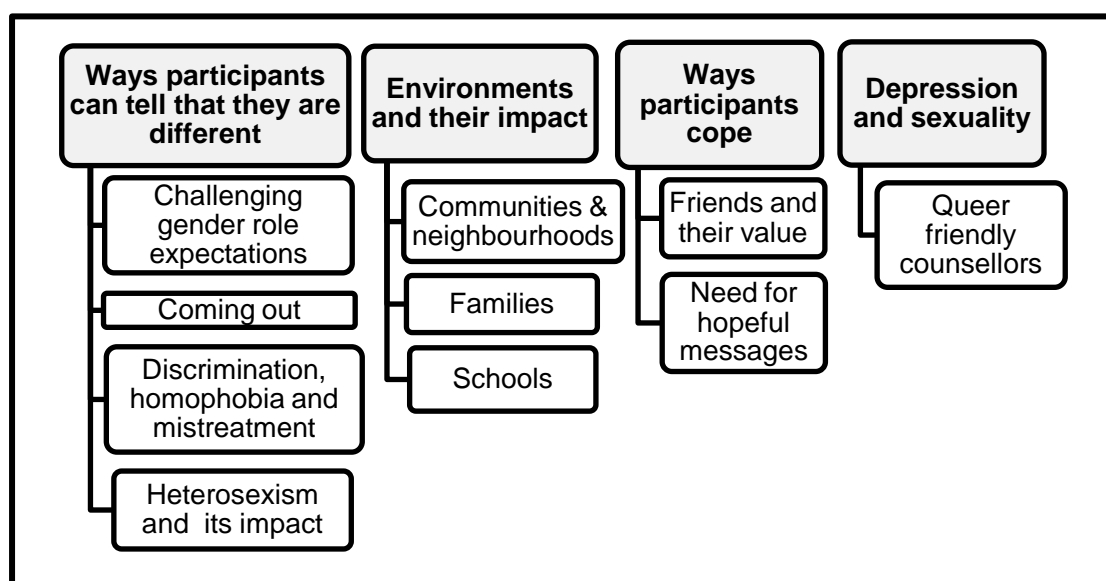 Ways participants
can tell that they are
different
Challenging
gender role
expectations
Coming out
Discrimination,
homophobia and
mistreatment
Heterosexism
and its impact
Environments
and their impact
Communities &
neighbourhoods
Families
Schools
Ways
participants
cope
Friends and
their value
Need for
hopeful
messages
Depression
and sexuality
Queer
friendly
counsellors